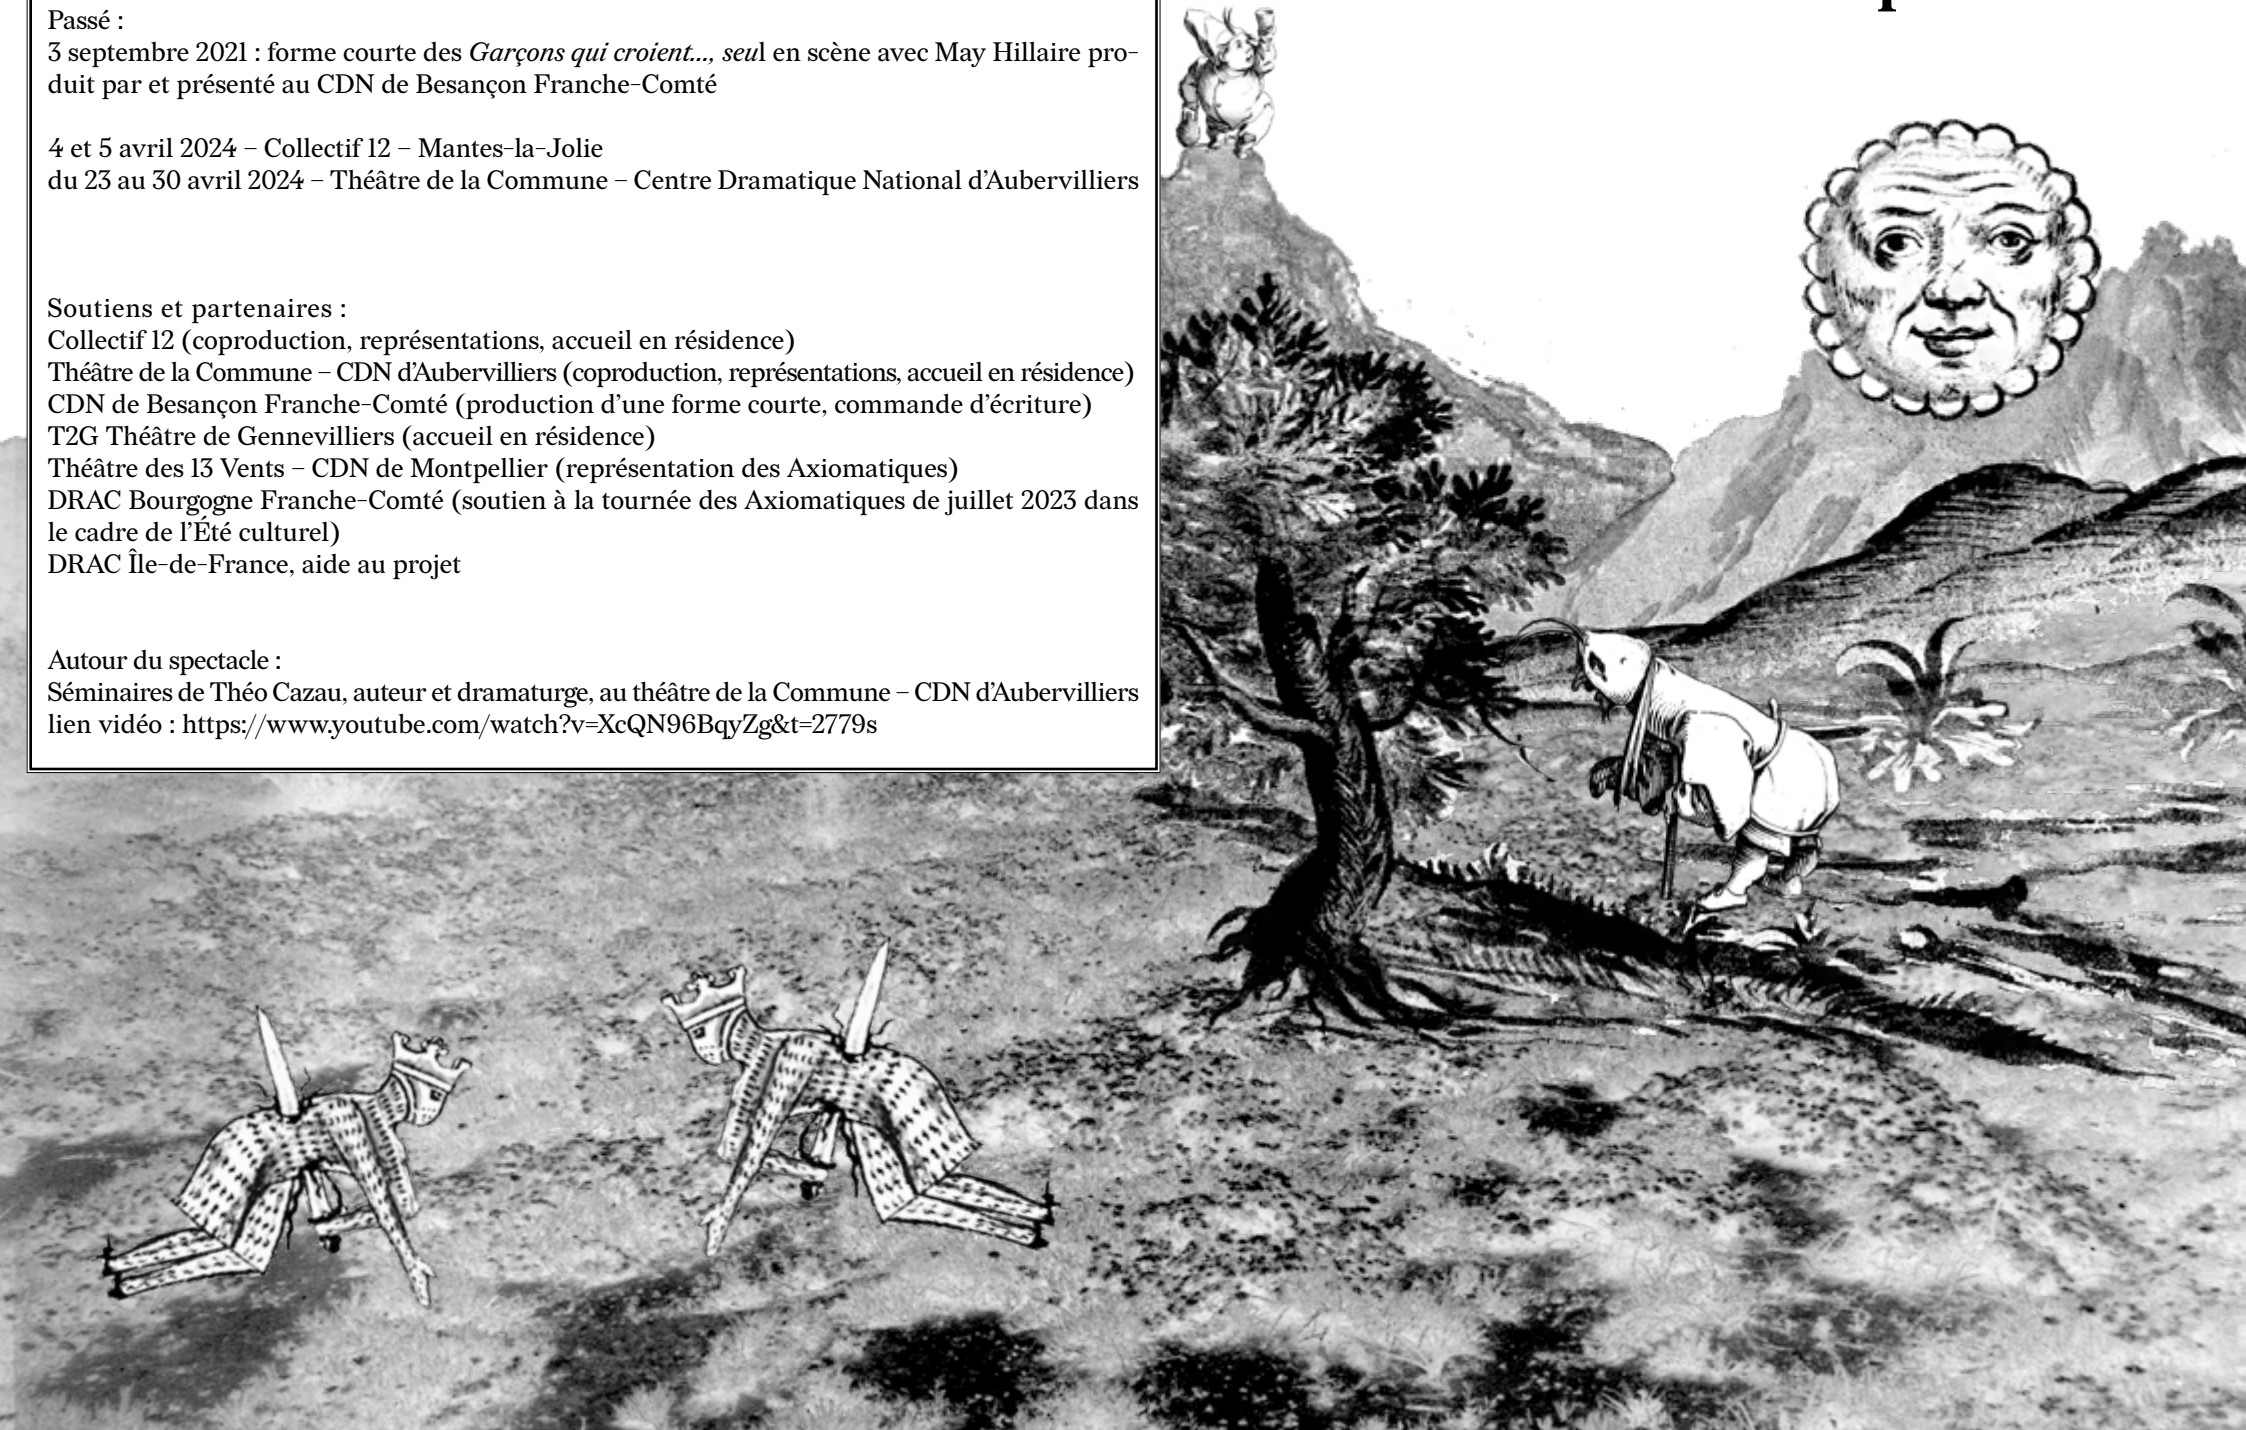 Passé :
3 septembre 2021 : forme courte des Garçons qui croient..., seul en scène avec May Hillaire pro-
duit par et présenté au CDN de Besançon Franche-Comté
4 et 5 avril 2024 – Collectif 12 – Mantes-la-Jolie
du 23 au 30 avril 2024 – Théâtre de la Commune – Centre Dramatique National d’Aubervilliers
Soutiens et partenaires :
Collectif 12 (coproduction, représentations, accueil en résidence)
Théâtre de la Commune – CDN d’Aubervilliers (coproduction, représentations, accueil en résidence)
CDN de Besançon Franche-Comté (production d’une forme courte, commande d’écriture)
T2G Théâtre de Gennevilliers (accueil en résidence)
Théâtre des 13 Vents – CDN de Montpellier (représentation des Axiomatiques)
DRAC Bourgogne Franche-Comté (soutien à la tournée des Axiomatiques de juillet 2023 dans
le cadre de l’Été culturel)
DRAC Île-de-France, aide au projet
Autour du spectacle :
Séminaires de Théo Cazau, auteur et dramaturge, au théâtre de la Commune – CDN d’Aubervilliers
lien vidéo : https://www.youtube.com/watch?v=XcQN96BqyZg&t=2779s